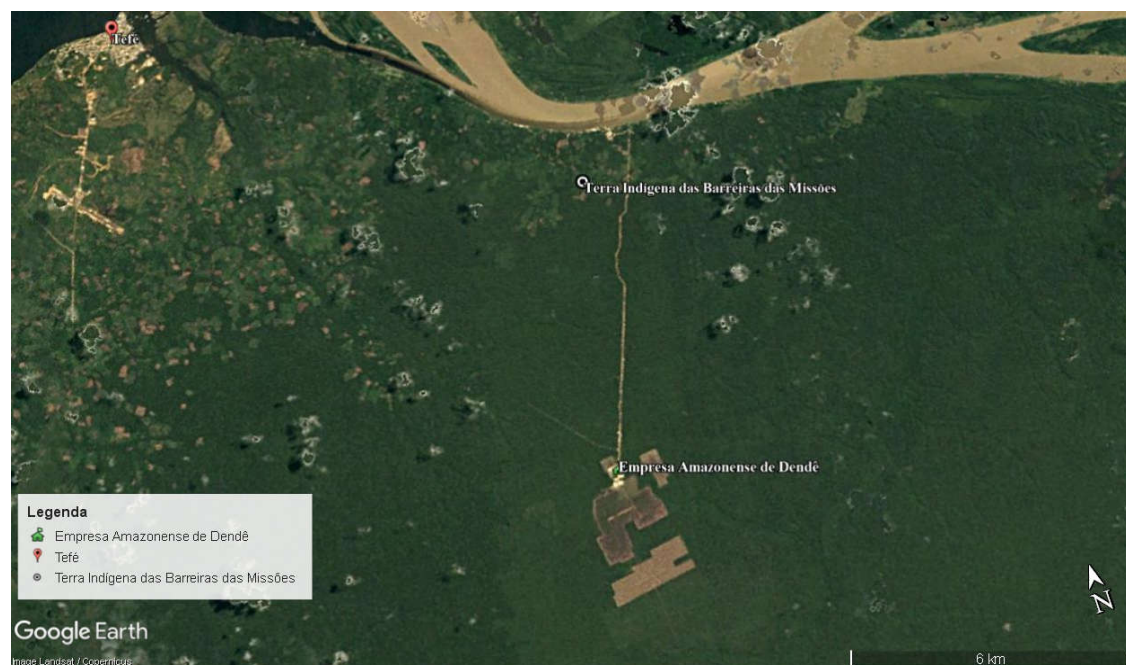 Tefé
Terra Indígena das Barreiras das Missões
Empresa Amazonense de Dendê
Legenda
Empresa Amazonense de Dendê
Tefé
Terra Indígena das Barreiras das Missões
N
Google Earth
Image Landsat / Copernicus
6 km